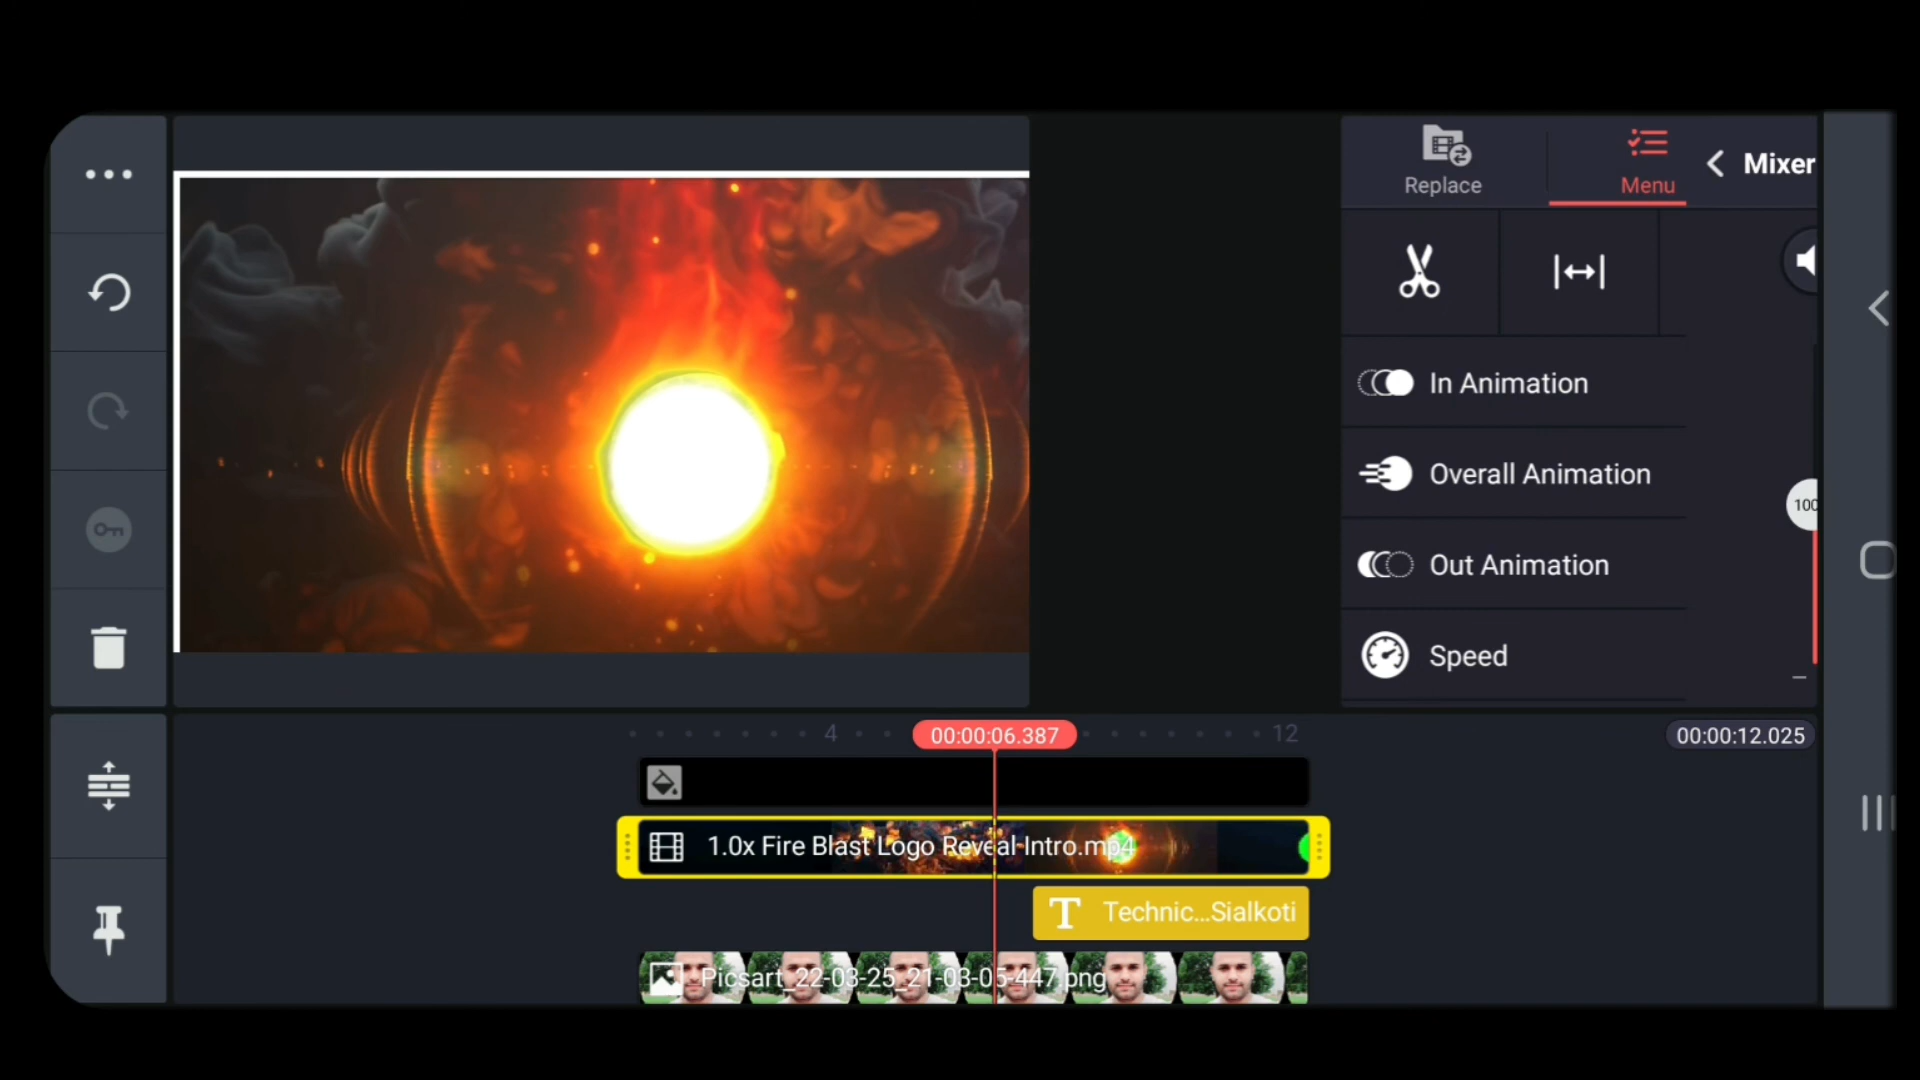 Replace
Menu
Mixer
In Animation
Overall Animation
100
Out Animation
Speed
4
00:00:06.387
12
00:00:12.025
1.0x Fire Blast Logo Reveal Intro.mp4
T Technic...Sialkoti
Picsart_22-03-25_21-03-05-447.png